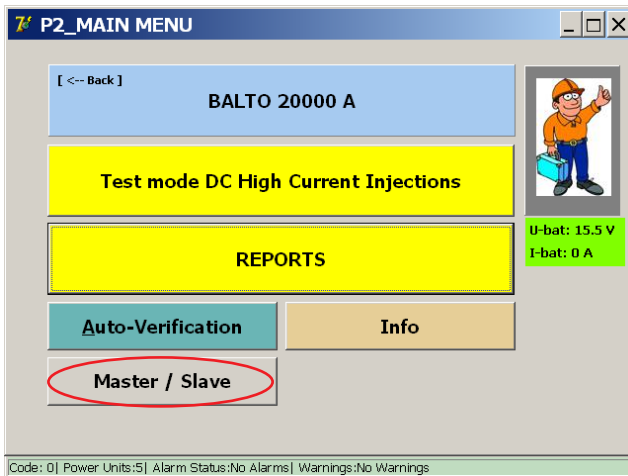 P2_MAIN MENU
[ <-- Back ]
BALTO 20000 A
Test mode DC High Current Injections
U-bat: 15.5 V
I-bat: 0 A
REPORTS
Auto-Verification
Info
Master / Slave
Code: 0| Power Units:5| Alarm Status:No Alarms| Warnings:No Warnings